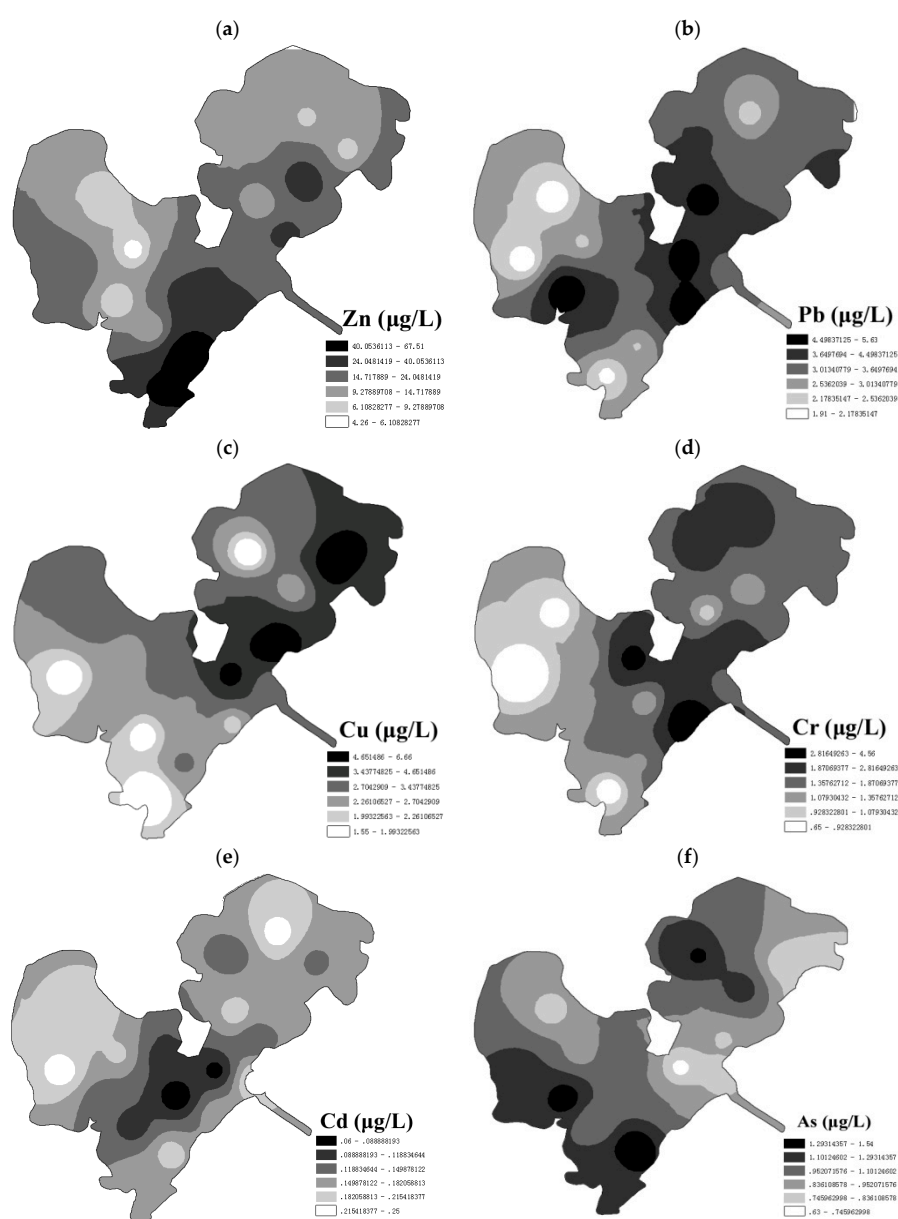 (a)
Zn (µg/L)
40.0536113 - 67.51
24.0481419 - 40.0536113
14.717889 - 24.0481419
9.27889708 - 14.717889
6.10828277 - 9.27889708
4.26 - 6.10828277
(b)
Pb (µg/L)
4.49837125 - 5.63
3.6497694 - 4.49837125
3.01340779 - 3.6497694
2.5362039 - 3.01340779
2.17835147 - 2.5362039
1.91 - 2.17835147
(c)
Cu (µg/L)
4.651486 - 6.66
3.43774825 - 4.651486
2.7042909 - 3.43774825
2.26106527 - 2.7042909
1.99322563 - 2.26106527
1.55 - 1.99322563
(d)
Cr (µg/L)
2.81649263 - 4.56
1.87069377 - 2.81649263
1.35762712 - 1.87069377
1.07930432 - 1.35762712
.928322801 - 1.07930432
.65 - .928322801
(e)
Cd (µg/L)
.06 - .088888193
.088888193 - .118834644
.118834644 - .149878122
.149878122 - .182058813
.182058813 - .215418377
.215418377 - .25
(f)
As (µg/L)
1.29314357 - 1.54
1.10124602 - 1.29314357
.952071576 - 1.10124602
.836108578 - .952071576
.745962998 - .836108578
.63 - .745962998